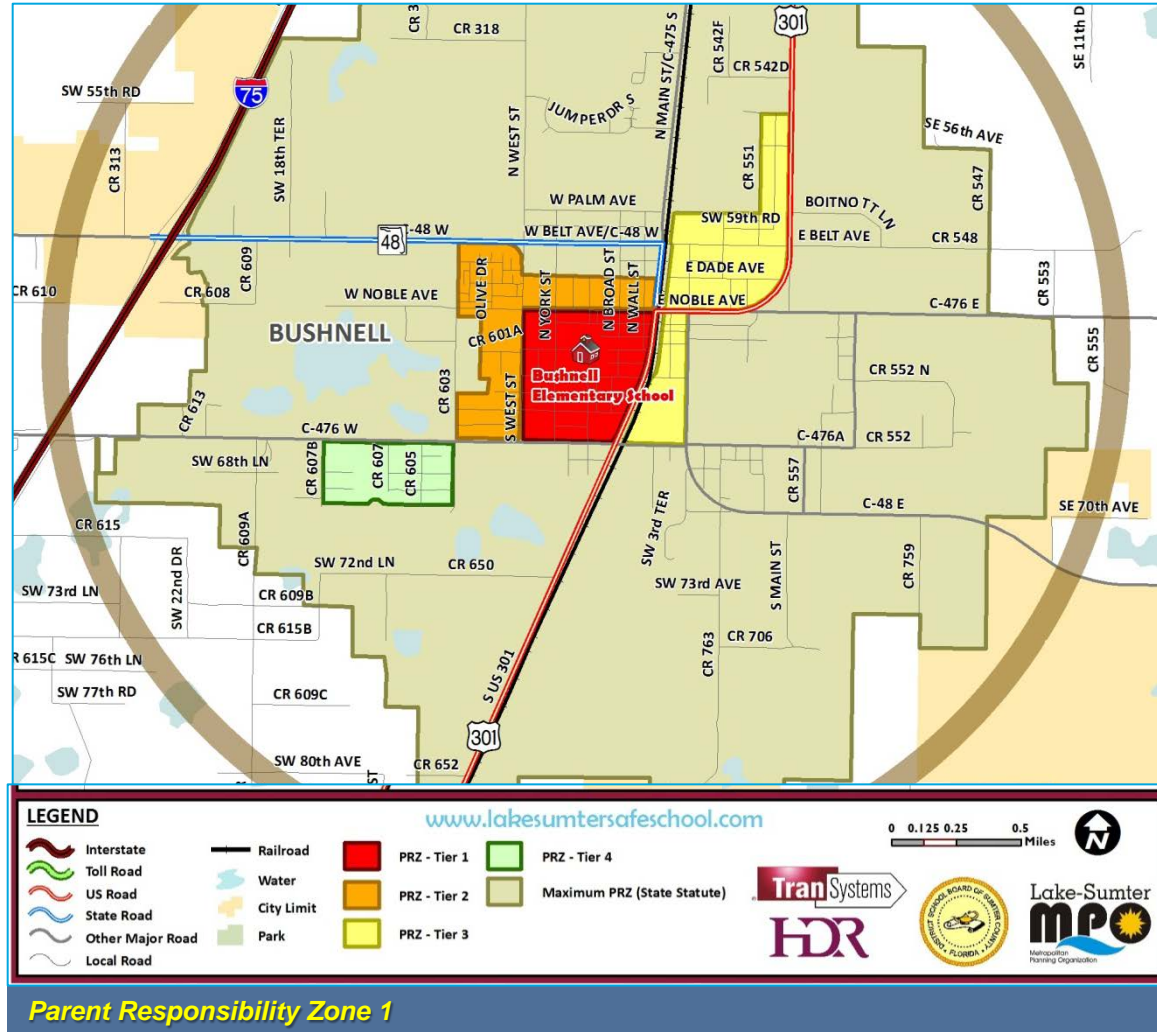 CR 318
N MAIN ST/C-475 S
CR 542F
301
SE 11th D
CR 542D
75
SW 55th RD
JUMPER DR S
SE 56th AVE
CR 313
SW 18th TER
N WEST ST
CR 551
CR 547
W PALM AVE
SW 59th RD
BOITNOTT LN
48
C-48 W
W BELT AVE/C-48 W
E BELT AVE
CR 548
CR 609
OLIVE DR
N YORK ST
N BROAD ST
N WALL ST
E DADE AVE
CR 553
CR 610
CR 608
W NOBLE AVE
E NOBLE AVE
C-476 E
BUSHNELL
CR 601A
CR 555
Bushnell
Elementary School
CR 552 N
CR 603
S WEST ST
CR 613
C-476 W
C-476A
CR 552
SW 68th LN
CR 607B
CR 607
CR 605
CR 557
SW 3rd TER
C-48 E
SE 70th AVE
CR 615
CR 609A
SW 22nd DR
SW 72nd LN
CR 650
SW 73rd AVE
S MAIN ST
CR 759
SW 73rd LN
CR 609B
CR 615B
CR 763
CR 706
R 615C
SW 76th LN
S US 301
SW 77th RD
CR 609C
301
SW 80th AVE
CR 652
ST
LEGEND
Interstate
Toll Road
US Road
State Road
Other Major Road
Local Road
Railroad
Water
City Limit
Park
www.lakesumtersafeschool.com
PRZ - Tier 1
PRZ - Tier 2
PRZ - Tier 3
PRZ - Tier 4
Maximum PRZ (State Statute)
0 0.125 0.25 0.5
Miles
N
TranSystems
HDR
DISTRICT SCHOOL BOARD OF SUMTER COUNTY
FLORIDA
Lake-Sumter
MPO
Metropolitan
Planning Organization
Parent Responsibility Zone 1